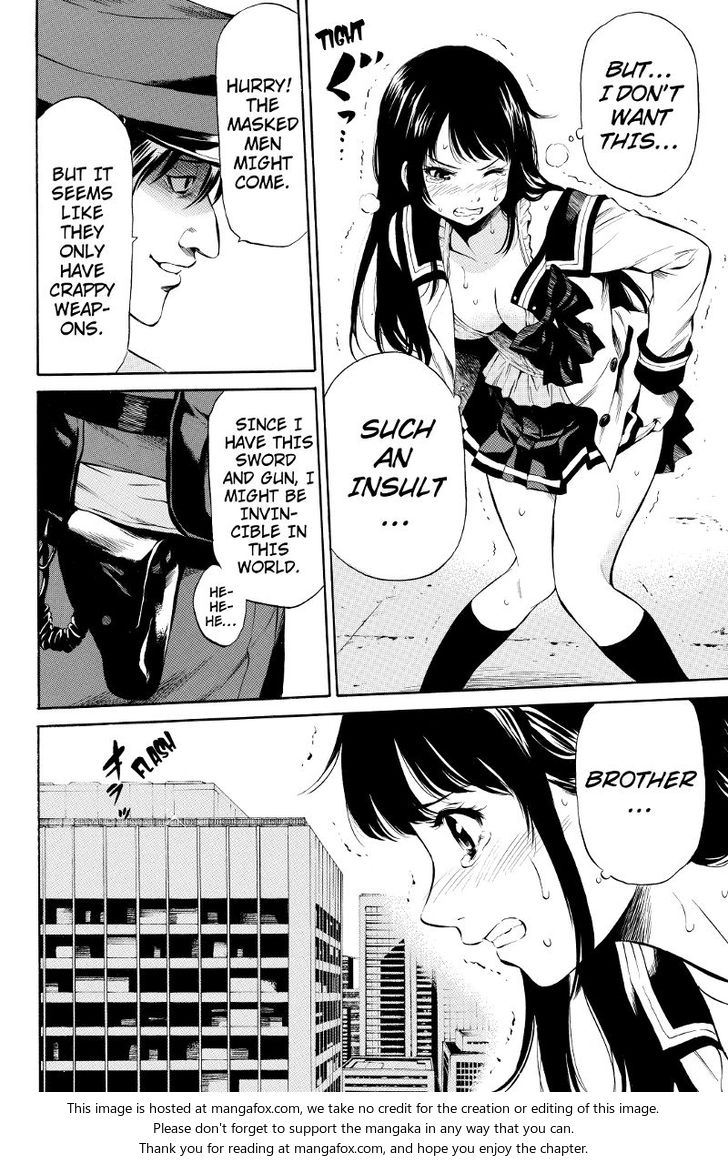 TIGHT
グッ…
BUT...
I DON'T
WANT
THIS...
SUCH
AN
INSULT
...
HURRY!
THE
MASKED
MEN
MIGHT
COME.
BUT IT
SEEMS
LIKE
THEY
ONLY
HAVE
CRAPPY
WEAP-
ONS.
SINCE I
HAVE THIS
SWORD
AND GUN, I
MIGHT BE
INVIN-
CIBLE IN
THIS
WORLD.
HE-
HE-
HE...
BROTHER
...
FLASH
This image is hosted at mangafox.com, we take no credit for the creation or editing of this image.
Please don't forget to support the mangaka in any way that you can.
Thank you for reading at mangafox.com, and hope you enjoy the chapter.